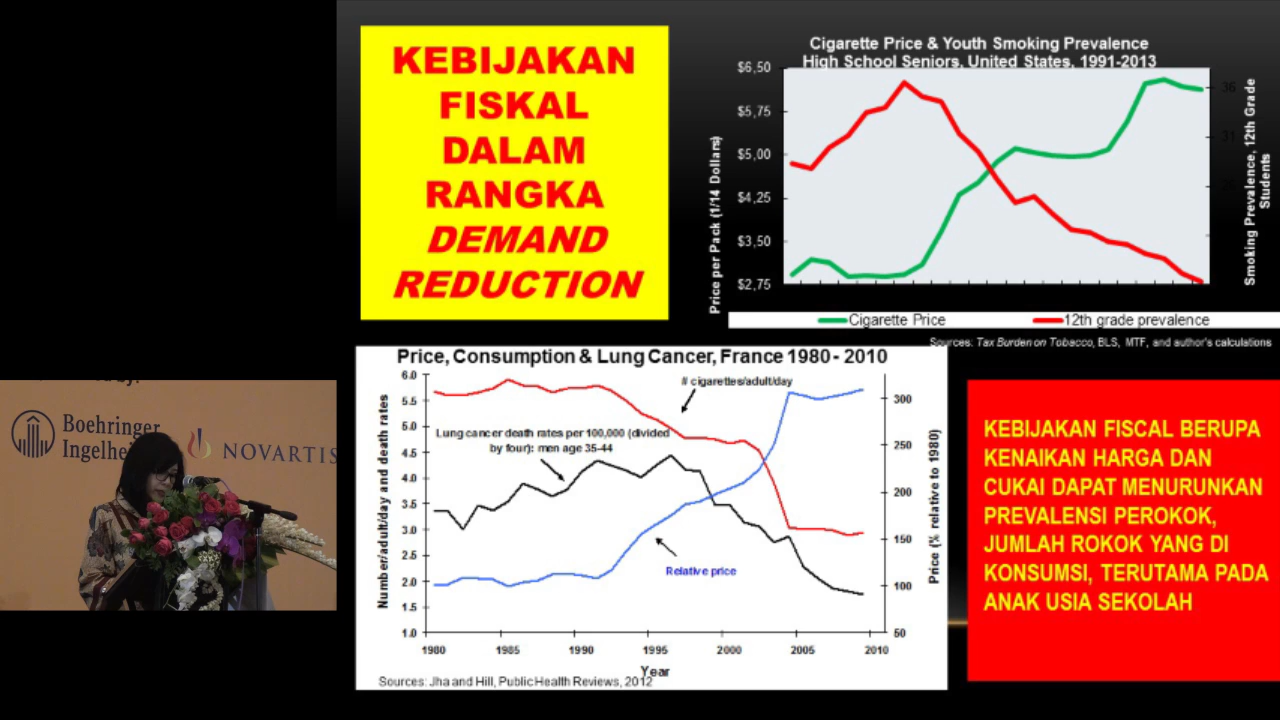 KEBIJAKAN
FISKAL
DALAM
RANGKA
DEMAND
REDUCTION
Cigarette Price & Youth Smoking Prevalence
High School Seniors, United States, 1991-2013
Price per Pack (1/14 Dollars)
$6,50
$5,75
$5,00
$4,25
$3,50
$2,75
36
31
Smoking Prevalence, 12th Grade
Students
Cigarette Price
12th grade prevalence
Sources: Tax Burden on Tobacco, BLS, MTF, and author's calculations
Price, Consumption & Lung Cancer, France 1980 - 2010
Number/adult/day and death rates
6.0
5.5
5.0
4.5
4.0
3.5
3.0
2.5
2.0
1.5
1.0
# cigarettes/adult/day
Lung cancer death rates per 100,000 (divided
by four): men age 35-44
Relative price
300
250
200
150
100
50
Price (% relative to 1980)
1980
1985
1990
1995
2000
2005
2010
Year
Sources: Jha and Hill, Public Health Reviews, 2012
KEBIJAKAN FISCAL BERUPA
KENAIKAN HARGA DAN
CUKAI DAPAT MENURUNKAN
PREVALENSI PEROKOK,
JUMLAH ROKOK YANG DI
KONSUMSI, TERUTAMA PADA
ANAK USIA SEKOLAH
by:
Boehringer
Ingelhe
NOVARTIS